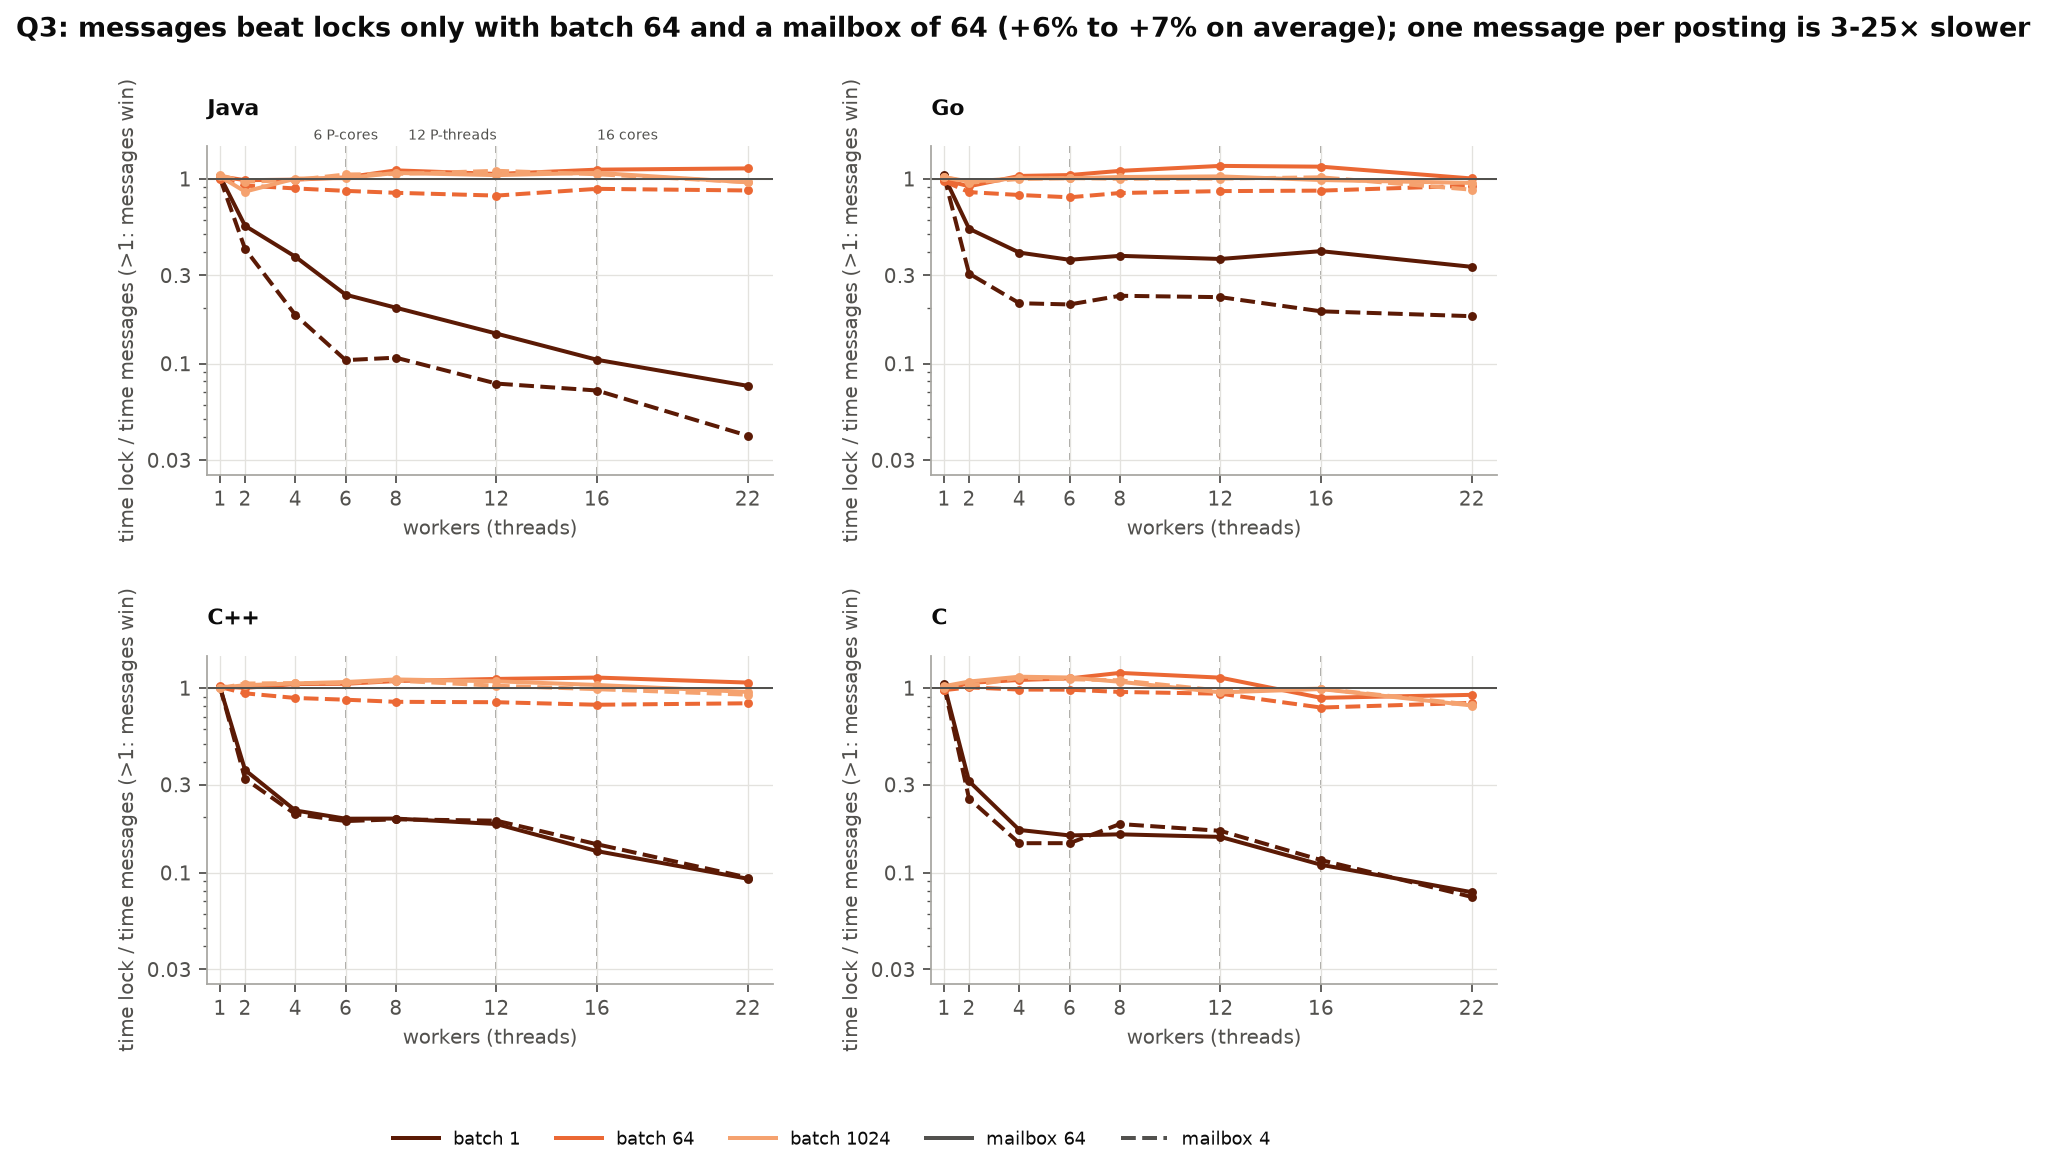 Q3: messages beat locks only with batch 64 and a mailbox of 64 (+6% to +7% on average); one message per posting is 3-25× slower
Java
6 P-cores 12 P-threads 16 cores
time lock / time messages (>1: messages win)
1
0.3
0.1
0.03
1 2 4 6 8 12 16 22
workers (threads)
Go
time lock / time messages (>1: messages win)
1
0.3
0.1
0.03
1 2 4 6 8 12 16 22
workers (threads)
C++
time lock / time messages (>1: messages win)
1
0.3
0.1
0.03
1 2 4 6 8 12 16 22
workers (threads)
C
time lock / time messages (>1: messages win)
1
0.3
0.1
0.03
1 2 4 6 8 12 16 22
workers (threads)
batch 1 batch 64 batch 1024 mailbox 64 mailbox 4